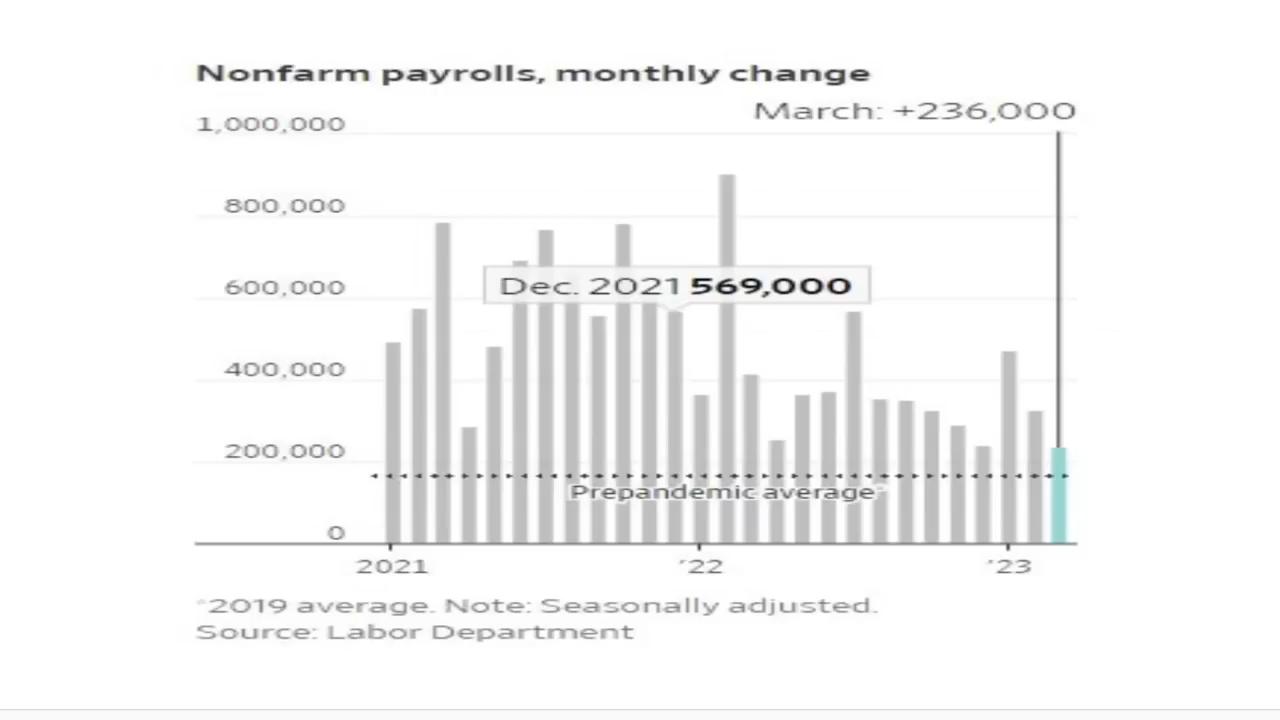 Nonfarm payrolls, monthly change
March: +236,000
1,000,000
800,000
600,000
Dec. 2021 569,000
400,000
200,000
Prepandemic average*
0
2021 ’22 ’23
*2019 average. Note: Seasonally adjusted.
Source: Labor Department